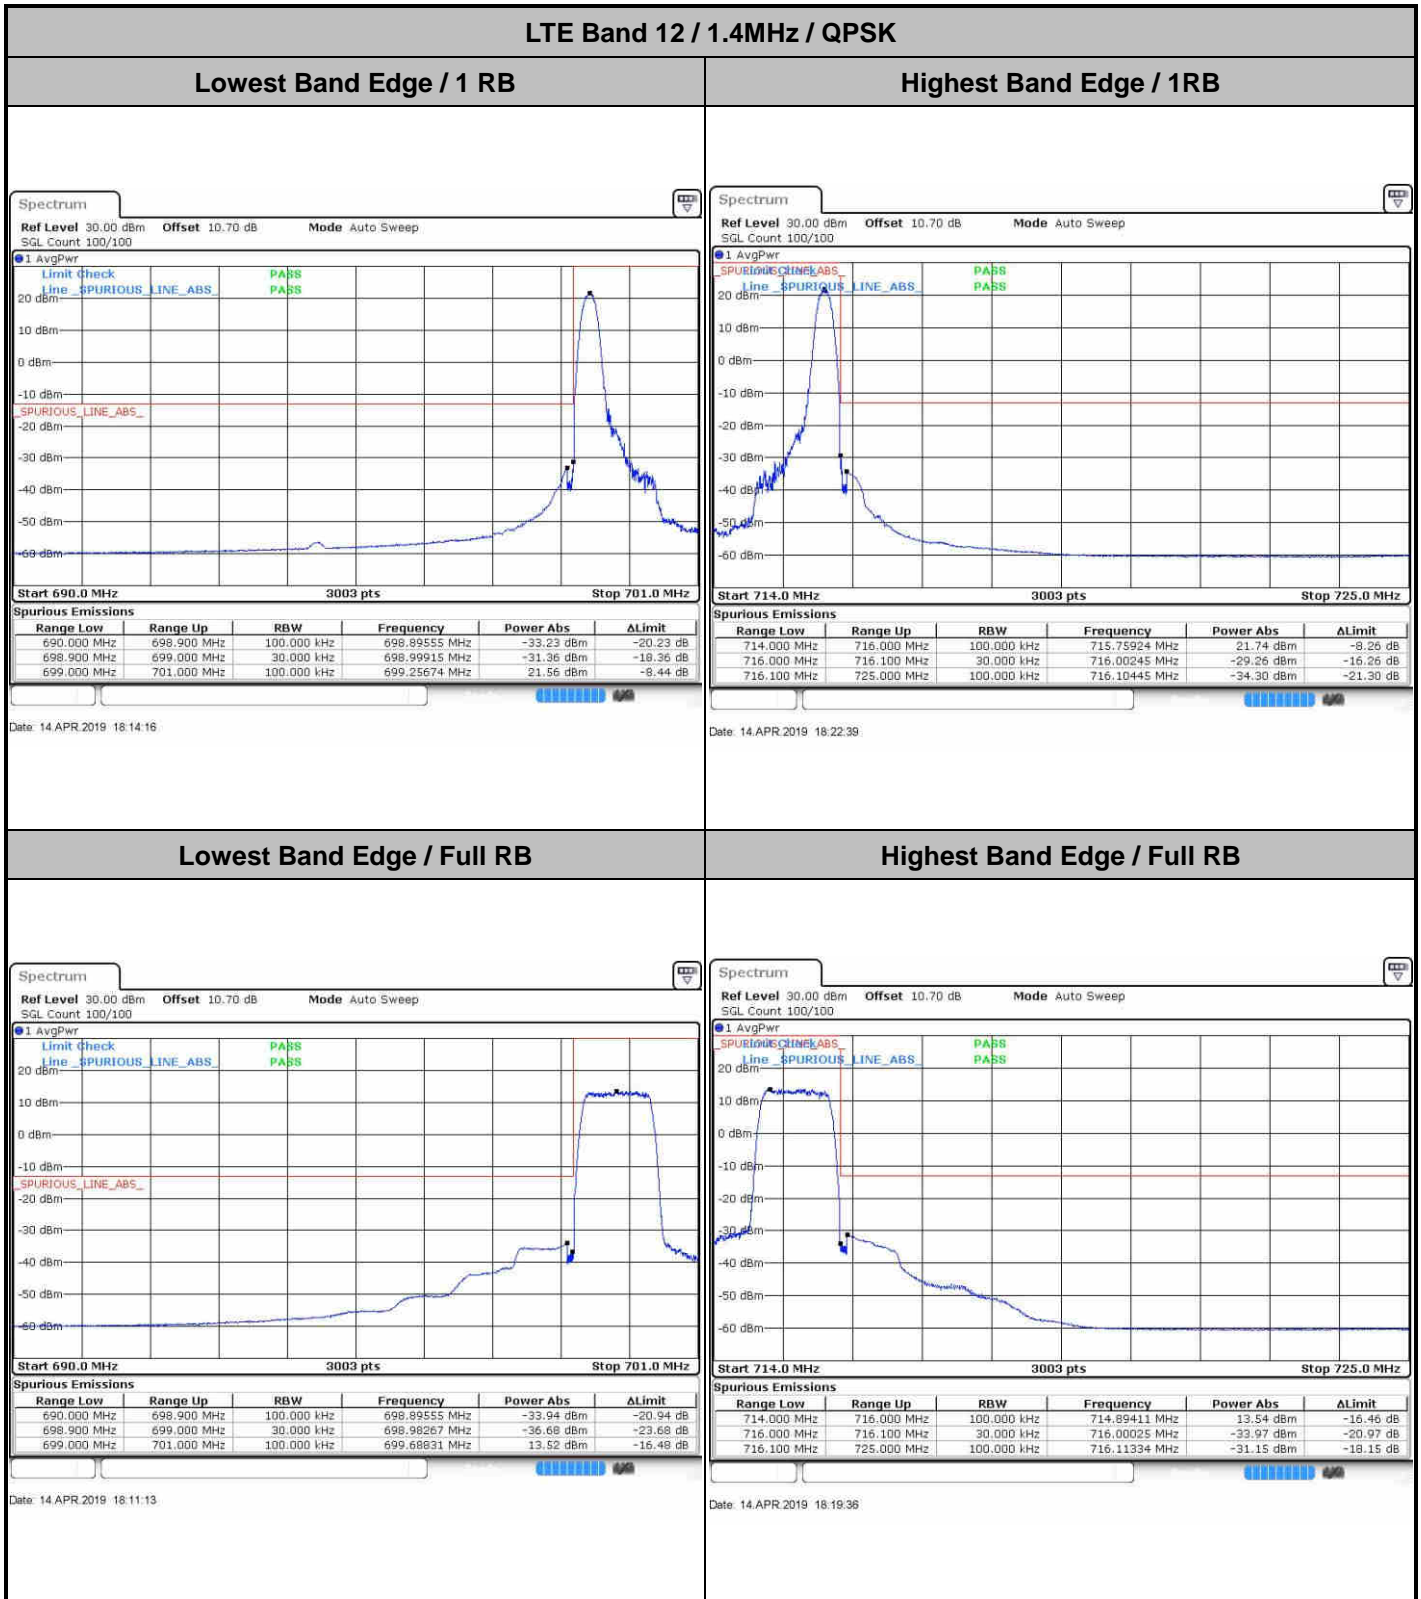 LTE Band 12 / 1.4MHz / QPSK
Lowest Band Edge / 1 RB
Highest Band Edge / 1RB
Spectrum
Ref Level 30.00 dBm Offset 10.70 dB Mode Auto Sweep
SGL Count 100/100
1 AvgPwr
Limit Check PASS
Line _SPURIOUS_LINE_ABS_ PASS
20 dBm
10 dBm
0 dBm
-10 dBm
_SPURIOUS_LINE_ABS_
-20 dBm
-30 dBm
-40 dBm
-50 dBm
-60 dBm
Start 690.0 MHz 3003 pts Stop 701.0 MHz
Spurious Emissions
Range Low Range Up RBW Frequency Power Abs ΔLimit
690.000 MHz 698.900 MHz 100.000 kHz 698.89555 MHz -33.23 dBm -20.23 dB
698.900 MHz 699.000 MHz 30.000 kHz 698.99915 MHz -31.36 dBm -18.36 dB
699.000 MHz 701.000 MHz 100.000 kHz 699.25674 MHz 21.56 dBm -8.44 dB
Date: 14.APR.2019 18:14:16
Spectrum
Ref Level 30.00 dBm Offset 10.70 dB Mode Auto Sweep
SGL Count 100/100
1 AvgPwr
_SPURIOUS_LINE_ABS_
Limit Check PASS
Line _SPURIOUS_LINE_ABS_ PASS
20 dBm
10 dBm
0 dBm
-10 dBm
-20 dBm
-30 dBm
-40 dBm
-50 dBm
-60 dBm
Start 714.0 MHz 3003 pts Stop 725.0 MHz
Spurious Emissions
Range Low Range Up RBW Frequency Power Abs ΔLimit
714.000 MHz 716.000 MHz 100.000 kHz 715.75924 MHz 21.74 dBm -8.26 dB
716.000 MHz 716.100 MHz 30.000 kHz 716.00245 MHz -29.26 dBm -16.26 dB
716.100 MHz 725.000 MHz 100.000 kHz 716.10445 MHz -34.30 dBm -21.30 dB
Date: 14.APR.2019 18:22:39
Lowest Band Edge / Full RB
Highest Band Edge / Full RB
Spectrum
Ref Level 30.00 dBm Offset 10.70 dB Mode Auto Sweep
SGL Count 100/100
1 AvgPwr
Limit Check PASS
Line _SPURIOUS_LINE_ABS_ PASS
20 dBm
10 dBm
0 dBm
-10 dBm
_SPURIOUS_LINE_ABS_
-20 dBm
-30 dBm
-40 dBm
-50 dBm
-60 dBm
Start 690.0 MHz 3003 pts Stop 701.0 MHz
Spurious Emissions
Range Low Range Up RBW Frequency Power Abs ΔLimit
690.000 MHz 698.900 MHz 100.000 kHz 698.89555 MHz -33.94 dBm -20.94 dB
698.900 MHz 699.000 MHz 30.000 kHz 698.98267 MHz -36.68 dBm -23.68 dB
699.000 MHz 701.000 MHz 100.000 kHz 699.68831 MHz 13.52 dBm -16.48 dB
Date: 14.APR.2019 18:11:13
Spectrum
Ref Level 30.00 dBm Offset 10.70 dB Mode Auto Sweep
SGL Count 100/100
1 AvgPwr
_SPURIOUS_LINE_ABS_
Limit Check PASS
Line _SPURIOUS_LINE_ABS_ PASS
20 dBm
10 dBm
0 dBm
-10 dBm
-20 dBm
-30 dBm
-40 dBm
-50 dBm
-60 dBm
Start 714.0 MHz 3003 pts Stop 725.0 MHz
Spurious Emissions
Range Low Range Up RBW Frequency Power Abs ΔLimit
714.000 MHz 716.000 MHz 100.000 kHz 714.89411 MHz 13.54 dBm -16.46 dB
716.000 MHz 716.100 MHz 30.000 kHz 716.00025 MHz -33.97 dBm -20.97 dB
716.100 MHz 725.000 MHz 100.000 kHz 716.11334 MHz -31.15 dBm -18.15 dB
Date: 14.APR.2019 18:19:36